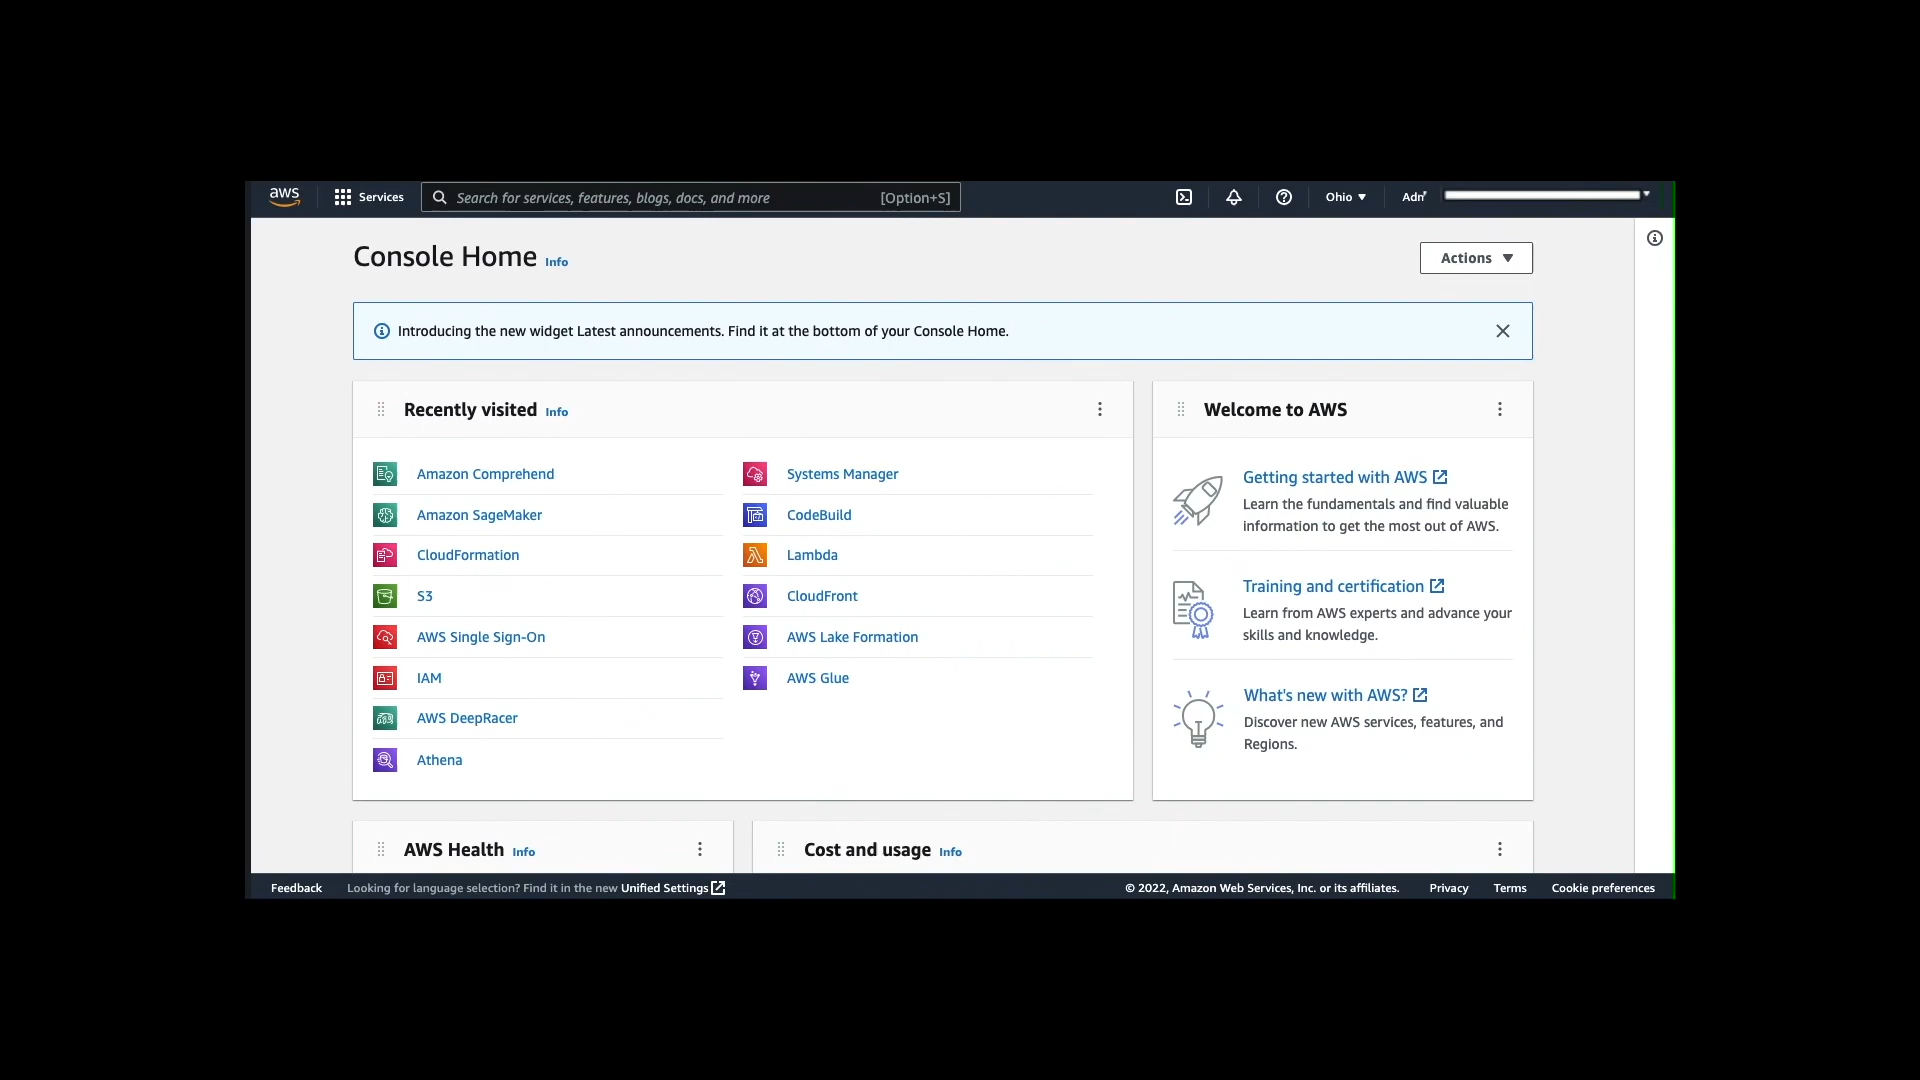 aws
Services
Search for services, features, blogs, docs, and more
[Option+S]
Ohio
Console Home Info
Actions
Introducing the new widget Latest announcements. Find it at the bottom of your Console Home.
Recently visited Info
Amazon Comprehend
Amazon SageMaker
CloudFormation
S3
AWS Single Sign-On
IAM
AWS DeepRacer
Athena
Systems Manager
CodeBuild
Lambda
CloudFront
AWS Lake Formation
AWS Glue
Welcome to AWS
Getting started with AWS
Learn the fundamentals and find valuable
information to get the most out of AWS.
Training and certification
Learn from AWS experts and advance your
skills and knowledge.
What's new with AWS?
Discover new AWS services, features, and
Regions.
AWS Health Info
Cost and usage Info
Feedback
Looking for language selection? Find it in the new Unified Settings
© 2022, Amazon Web Services, Inc. or its affiliates.
Privacy
Terms
Cookie preferences